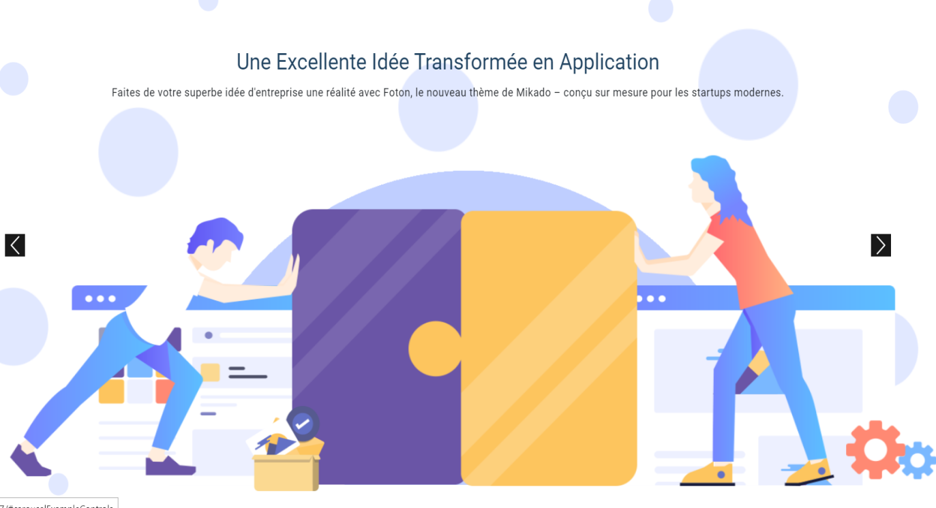 Une Excellente Idée Transformée en Application
Faites de votre superbe idée d'entreprise une réalité avec Foton, le nouveau thème de Mikado – conçu sur mesure pour les startups modernes.